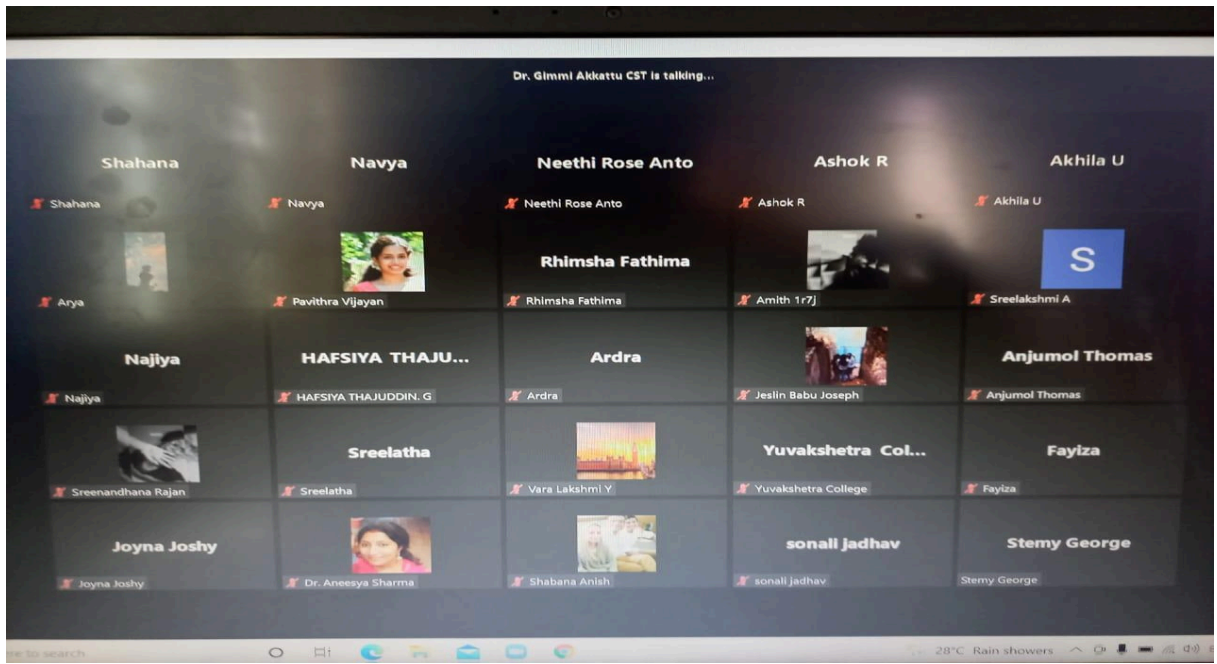 Dr. Gimmi Akkattu CST is talking...
Shahana Navya Neethi Rose Anto Ashok R Akhila U
Shahana Navya Neethi Rose Anto Ashok R Akhila U
Rhimsha Fathima S
Arya Pavithra Vijayan Rhimsha Fathima Amith 1r7j Sreelakshmi A
Najiya HAFSIYA THAJU... Ardra Anjumol Thomas
Najiya HAFSIYA THAJUDDIN. G Ardra Jeslin Babu Joseph Anjumol Thomas
Sreelatha Yuvakshetra Col... Fayiza
Sreenandhana Rajan Sreelatha Vara Lakshmi Y Yuvakshetra College Fayiza
Joyna Joshy sonali jadhav Stemy George
Joyna Joshy Dr. Aneesya Sharma Shabana Anish sonali jadhav Stemy George
re to search 28°C Rain showers